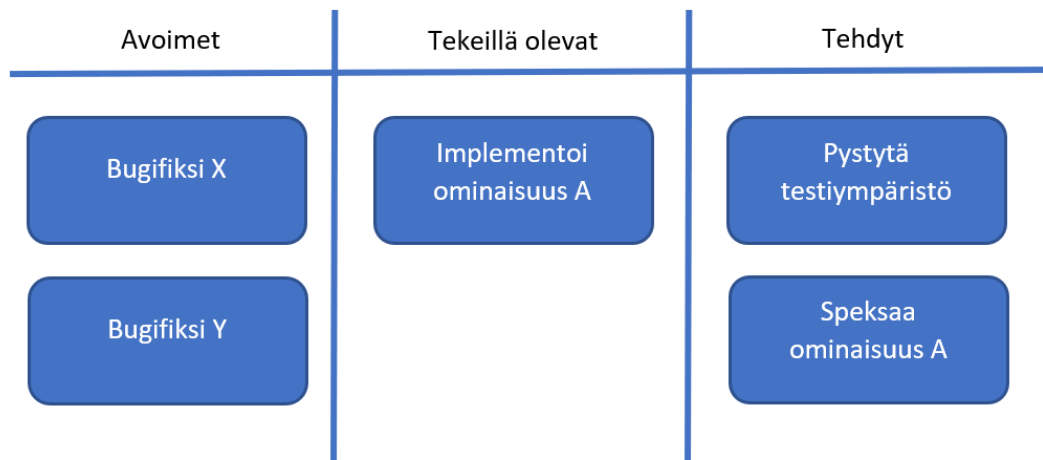 Avoimet
Tekeillä olevat
Tehdyt
Bugifiksi X
Implementoi
ominaisuus A
Pystytä
testiympäristö
Bugifiksi Y
Speksaa
ominaisuus A